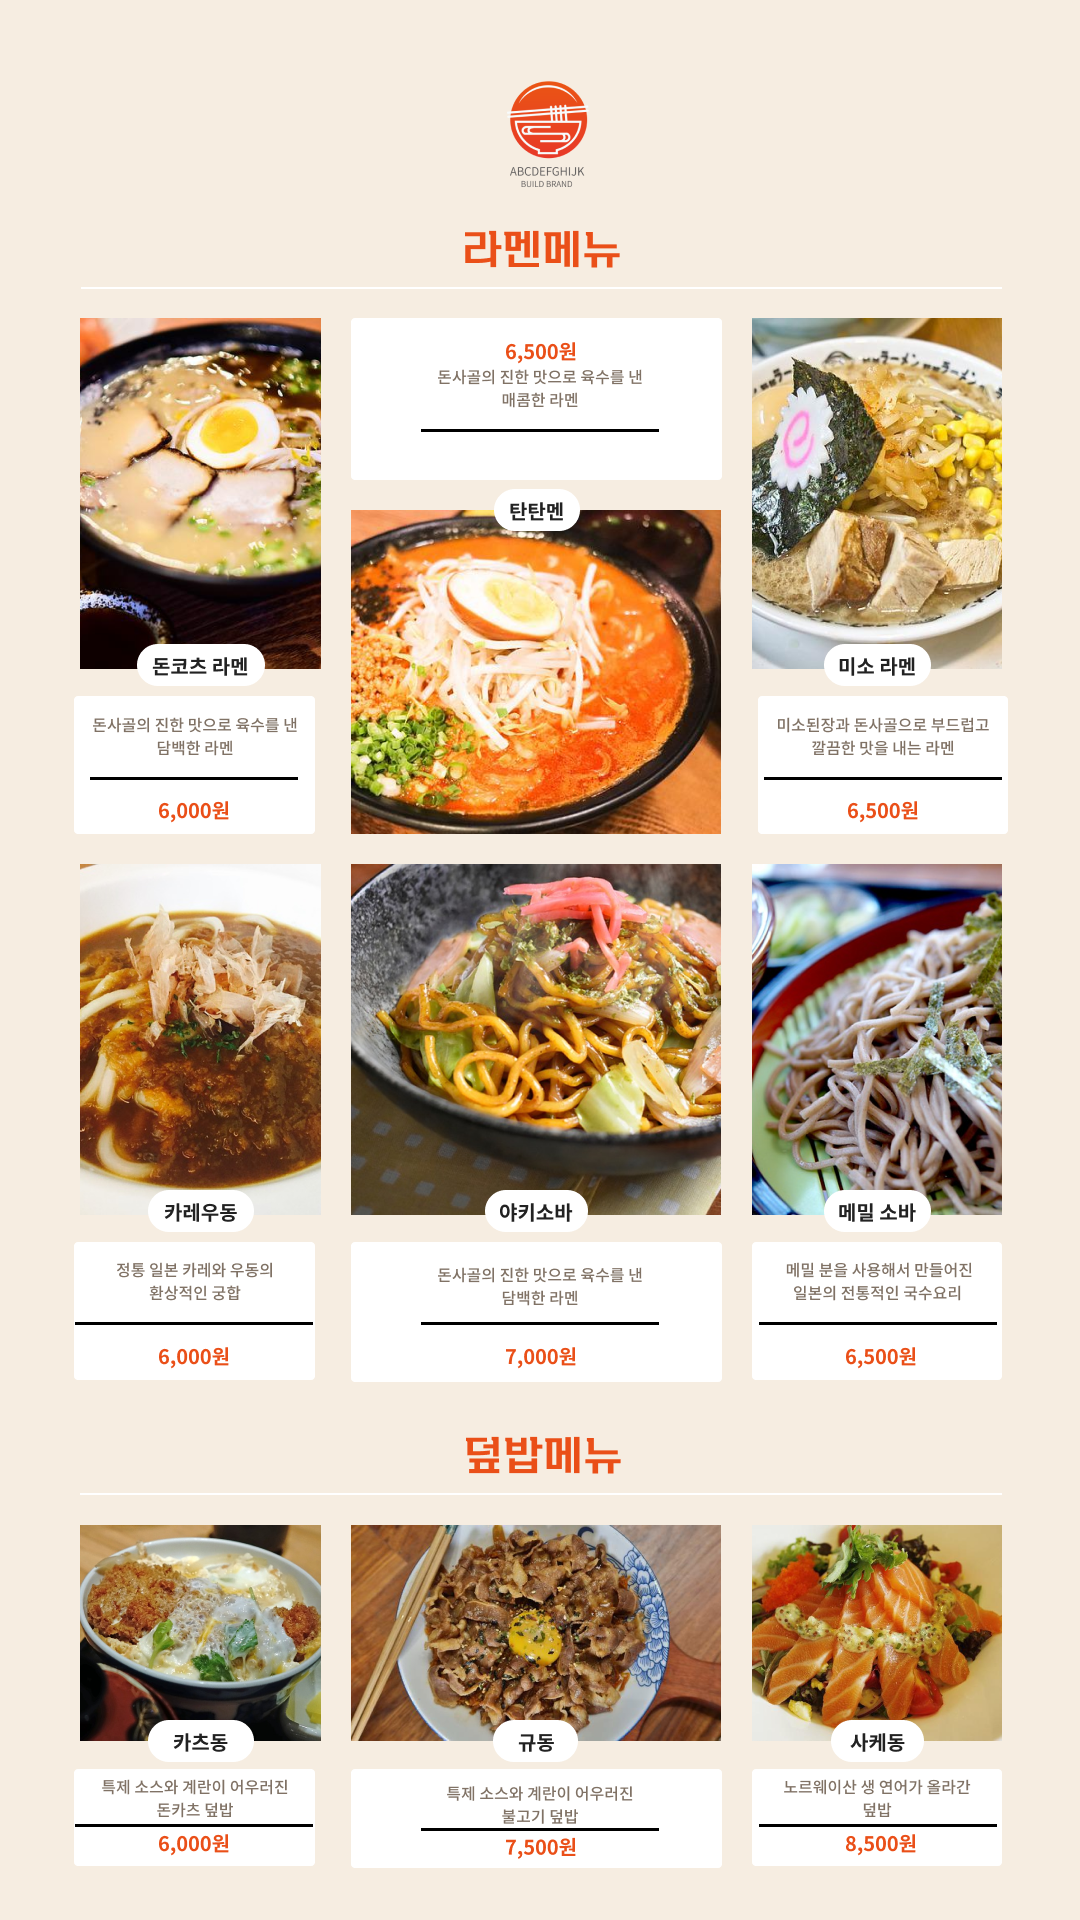 ABCDEFGHIJK
BUILD BRAND
라멘메뉴
돈코츠 라멘
돈사골의 진한 맛으로 육수를 낸
담백한 라멘
6,000원
6,500원
돈사골의 진한 맛으로 육수를 낸
매콤한 라멘
탄탄멘
ラーメン
ラーメン
미소 라멘
미소된장과 돈사골으로 부드럽고
깔끔한 맛을 내는 라멘
6,500원
카레우동
정통 일본 카레와 우동의
환상적인 궁합
6,000원
야키소바
돈사골의 진한 맛으로 육수를 낸
담백한 라멘
7,000원
메밀 소바
메밀 분을 사용해서 만들어진
일본의 전통적인 국수요리
6,500원
덮밥메뉴
카츠동
특제 소스와 계란이 어우러진
돈카츠 덮밥
6,000원
규동
특제 소스와 계란이 어우러진
불고기 덮밥
7,500원
사케동
노르웨이산 생 연어가 올라간
덮밥
8,500원